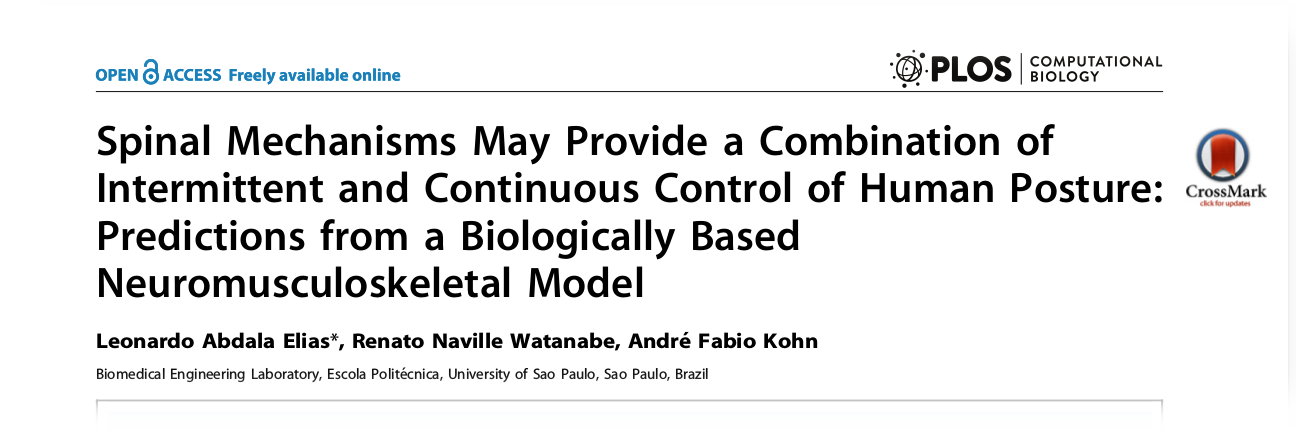 OPEN ACCESS Freely available online
PLOS COMPUTATIONAL
BIOLOGY
Spinal Mechanisms May Provide a Combination of
Intermittent and Continuous Control of Human Posture:
Predictions from a Biologically Based
Neuromusculoskeletal Model
CrossMark
click for updates
Leonardo Abdala Elias*, Renato Naville Watanabe, André Fabio Kohn
Biomedical Engineering Laboratory, Escola Politécnica, University of Sao Paulo, Sao Paulo, Brazil